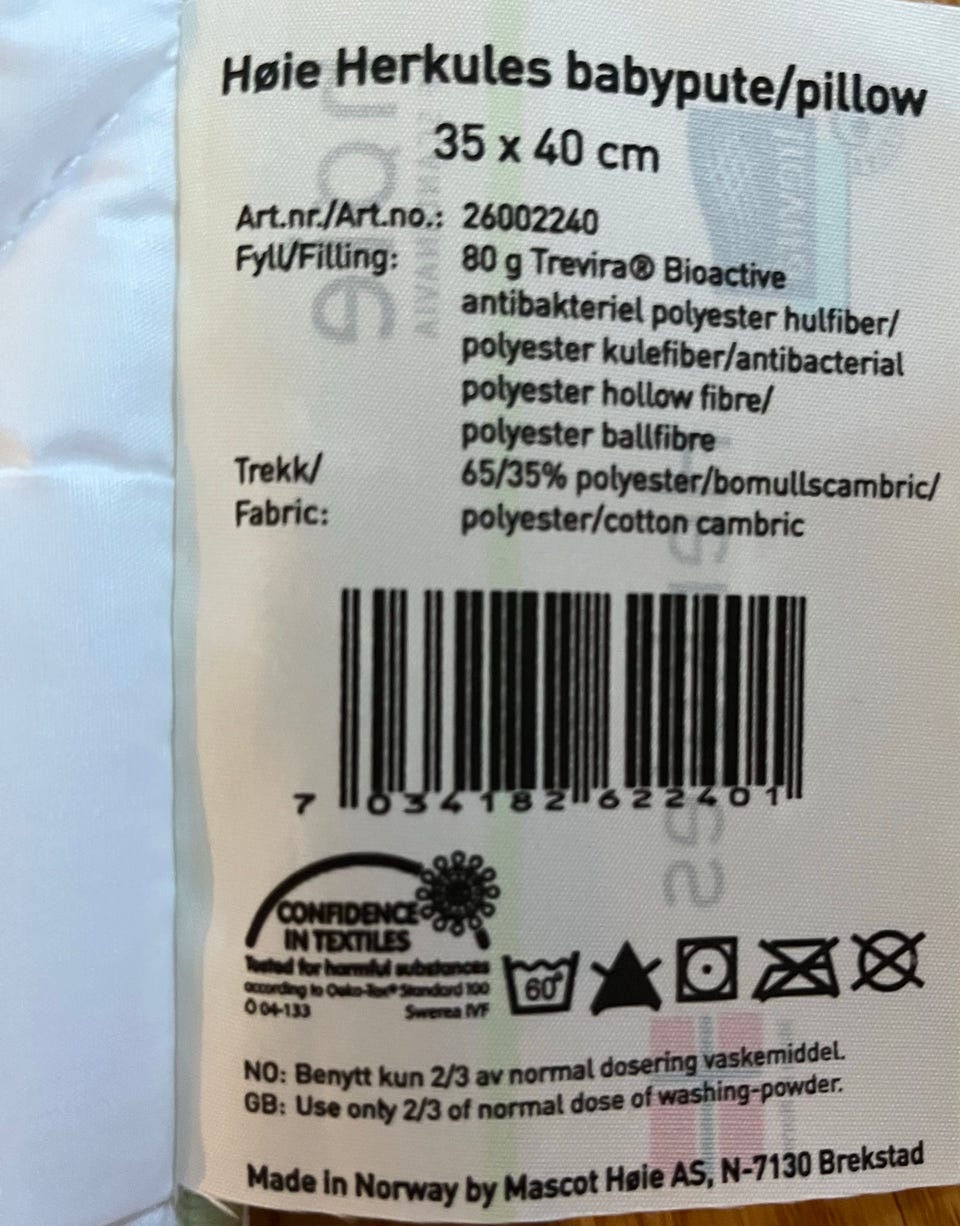 Høie Herkules babypute/pillow
35 x 40 cm
Art.nr./Art.no.: 26002240
Fyll/Filling: 80 g Trevira® Bioactive
antibakteriel polyester hulfiber/
polyester kulefiber/antibacterial
polyester hollow fibre/
polyester ballfibre
Trekk/ 65/35% polyester/bomullscambric/
Fabric: polyester/cotton cambric
7 034182 622401
CONFIDENCE
IN TEXTILES
Tested for harmful substances
according to Oeko-Tex® Standard 100
O 04-133 Swerea IVF
60°
NO: Benytt kun 2/3 av normal dosering vaskemiddel.
GB: Use only 2/3 of normal dose of washing-powder.
Made in Norway by Mascot Høie AS, N-7130 Brekstad